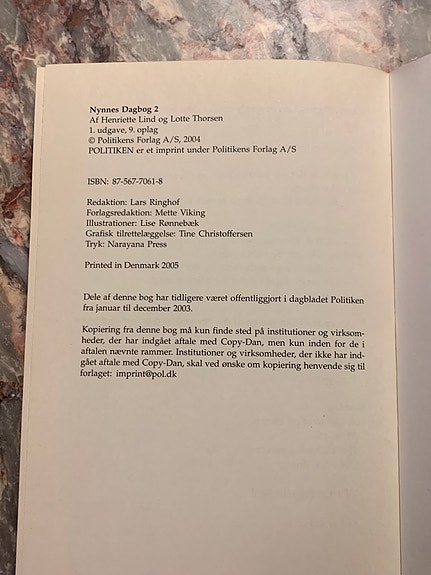 Nynnes Dagbog 2
Af Henriette Lind og Lotte Thorsen
1. udgave, 9. oplag
© Politikens Forlag A/S, 2004
POLITIKEN er et imprint under Politikens Forlag A/S
ISBN: 87-567-7061-8
Redaktion: Lars Ringhof
Forlagsredaktion: Mette Viking
Illustrationer: Lise Rønnebæk
Grafisk tilrettelæggelse: Tine Christoffersen
Tryk: Narayana Press
Printed in Denmark 2005
Dele af denne bog har tidligere været offentliggjort i dagbladet Politiken
fra januar til december 2003.
Kopiering fra denne bog må kun finde sted på institutioner og virksom-
heder, der har indgået aftale med Copy-Dan, men kun inden for de i
aftalen nævnte rammer. Institutioner og virksomheder, der ikke har ind-
gået aftale med Copy-Dan, skal ved ønske om kopiering henvende sig til
forlaget: imprint@pol.dk